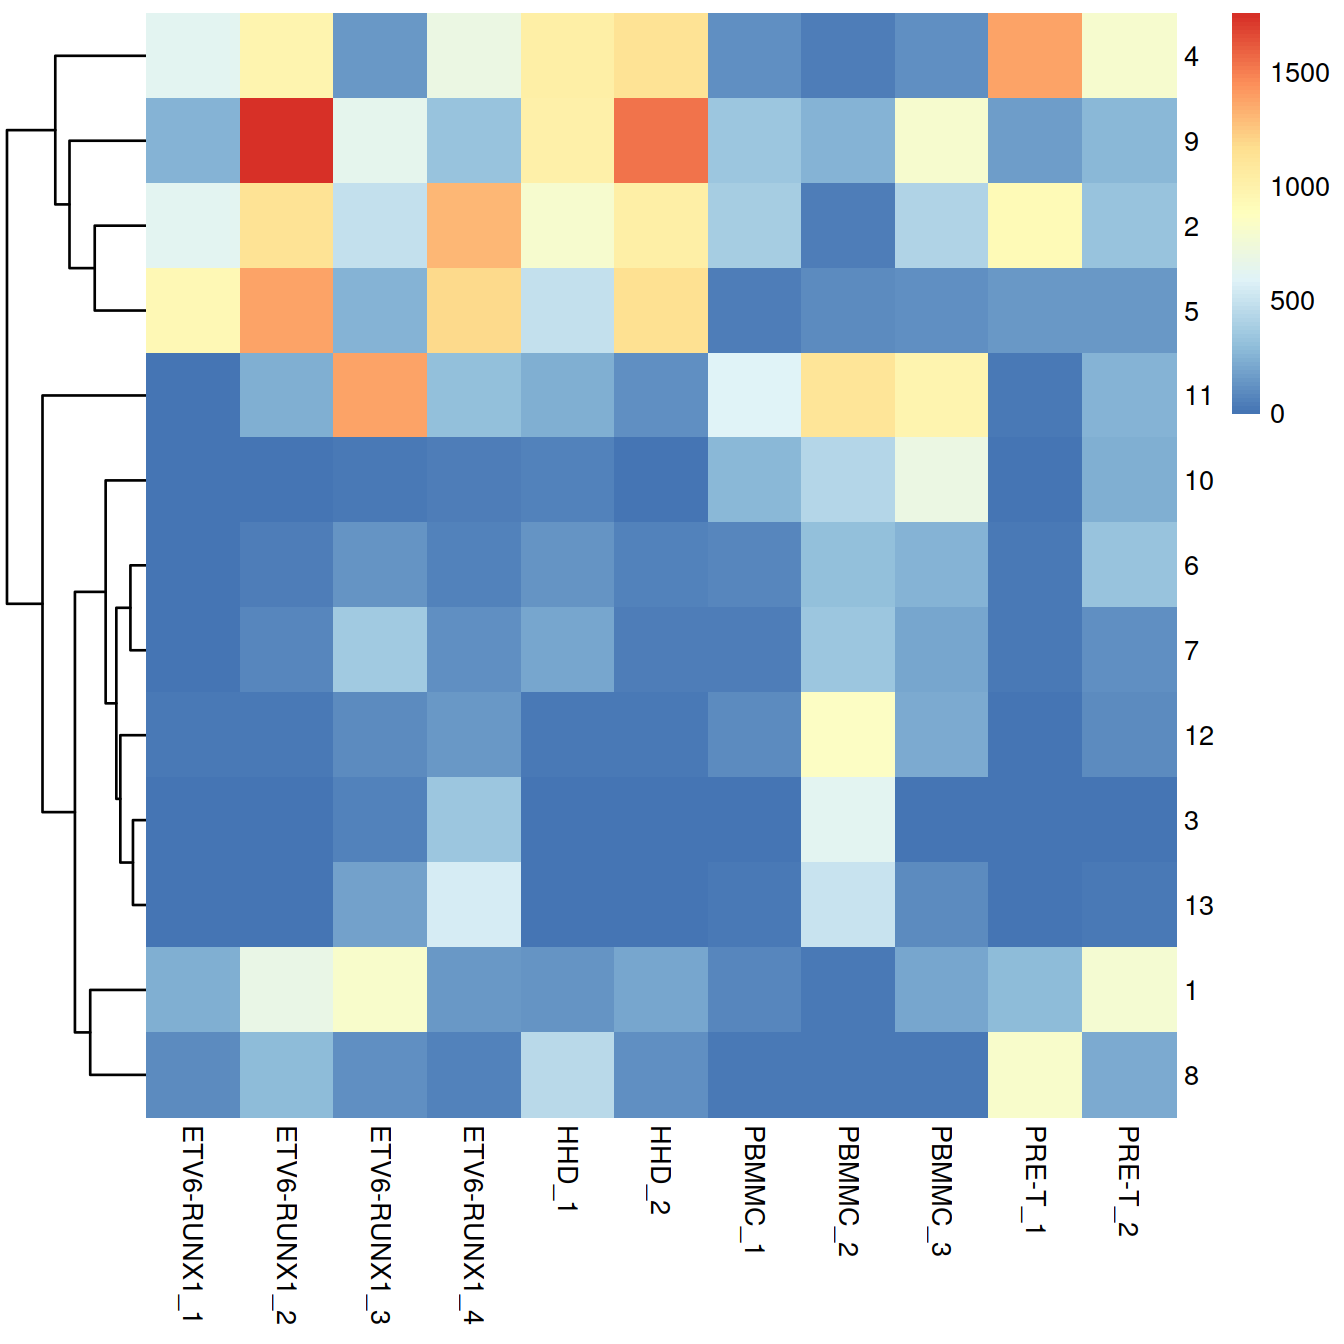 4
9
2
5
11
10
6
7
12
3
13
1
8
1500
1000
500
0
ETV6-RUNX1_1
ETV6-RUNX1_2
ETV6-RUNX1_3
ETV6-RUNX1_4
HHD_1
HHD_2
PBMMC_1
PBMMC_2
PBMMC_3
PRE-T_1
PRE-T_2